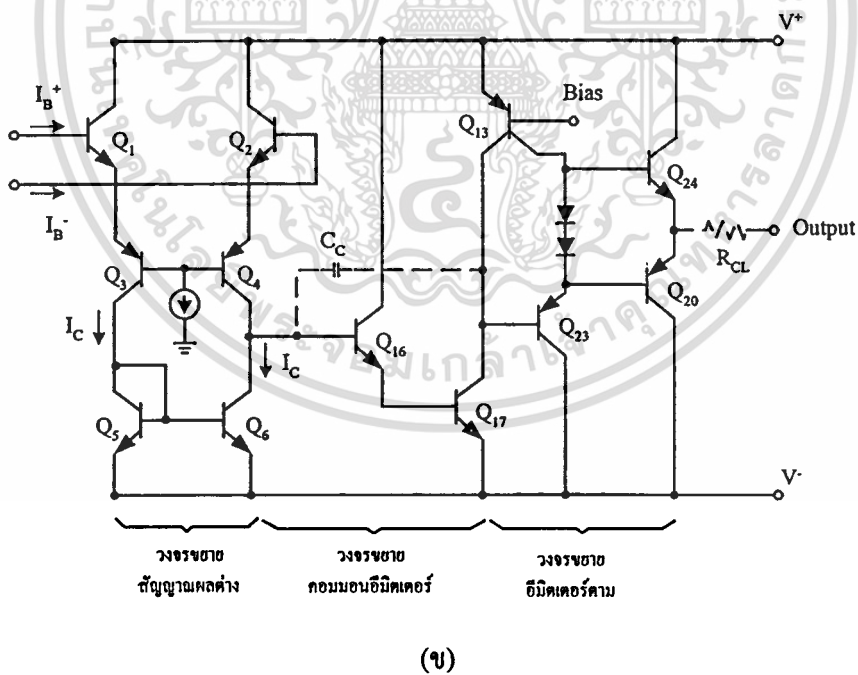 V⁺
I_B⁺
Q₁
Q₂
Q₁₃
Bias
Q₂₄
I_B⁻
Output
R_CL
Q₃
Q₄
C_C
Q₂₀
I_C
Q₁₆
Q₂₃
I_C
Q₁₇
Q₅
Q₆
V⁻
วงจรขยาย
สัญญาณผลต่าง
วงจรขยาย
คอมมอนอีมิตเตอร์
วงจรขยาย
อีมิตเตอร์ตาม
(ข)